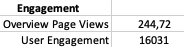 Engagement
Overview Page Views 244,72
User Engagement 16031